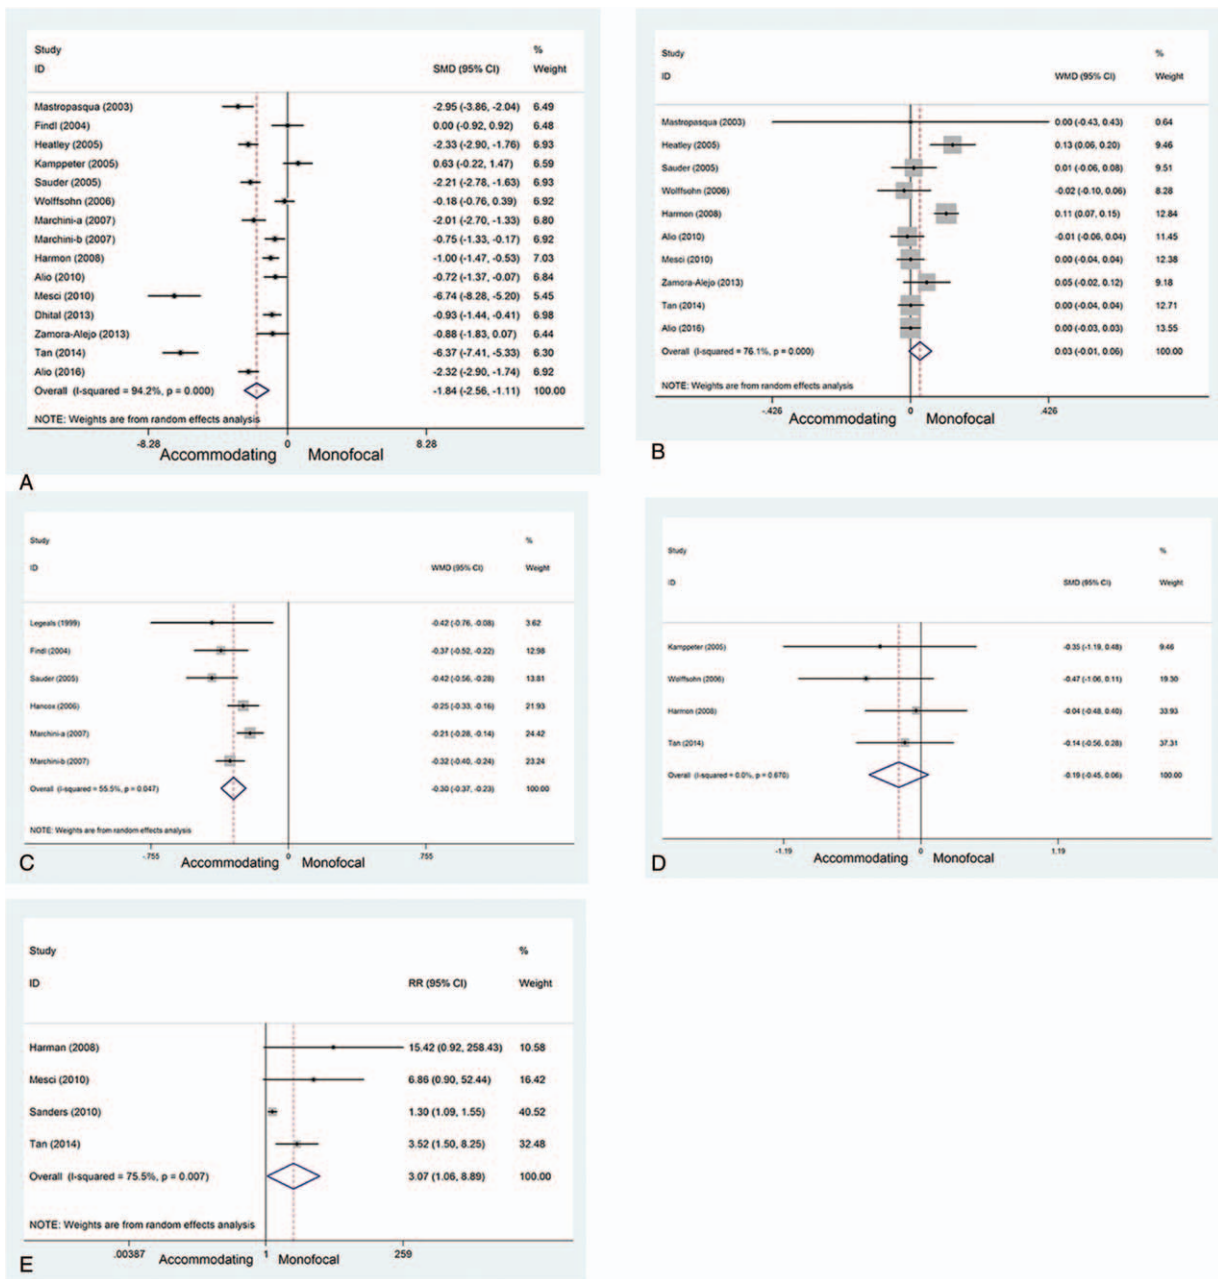 Study %
ID SMD (95% CI) Weight
Mastropasqua (2003) -2.95 (-3.86, -2.04) 6.49
Findl (2004) 0.00 (-0.92, 0.92) 6.48
Heatley (2005) -2.33 (-2.90, -1.76) 6.93
Kamppeter (2005) 0.63 (-0.22, 1.47) 6.59
Sauder (2005) -2.21 (-2.78, -1.63) 6.93
Wolffsohn (2006) -0.18 (-0.76, 0.39) 6.92
Marchini-a (2007) -2.01 (-2.70, -1.33) 6.80
Marchini-b (2007) -0.75 (-1.33, -0.17) 6.92
Harmon (2008) -1.00 (-1.47, -0.53) 7.03
Alio (2010) -0.72 (-1.37, -0.07) 6.84
Mesci (2010) -6.74 (-8.28, -5.20) 5.45
Dhital (2013) -0.93 (-1.44, -0.41) 6.98
Zamora-Alejo (2013) -0.88 (-1.83, 0.07) 6.44
Tan (2014) -6.37 (-7.41, -5.33) 6.30
Alio (2016) -2.32 (-2.90, -1.74) 6.92
Overall (I-squared = 94.2%, p = 0.000) -1.84 (-2.56, -1.11) 100.00
NOTE: Weights are from random effects analysis
-8.28 0 8.28
Accommodating Monofocal
A
Study %
ID WMD (95% CI) Weight
Mastropasqua (2003) 0.00 (-0.43, 0.43) 0.64
Heatley (2005) 0.13 (0.06, 0.20) 9.46
Sauder (2005) 0.01 (-0.06, 0.08) 9.51
Wolffsohn (2006) -0.02 (-0.10, 0.06) 8.28
Harmon (2008) 0.11 (0.07, 0.15) 12.84
Alio (2010) -0.01 (-0.06, 0.04) 11.45
Mesci (2010) 0.00 (-0.04, 0.04) 12.38
Zamora-Alejo (2013) 0.05 (-0.02, 0.12) 9.18
Tan (2014) 0.00 (-0.04, 0.04) 12.71
Alio (2016) 0.00 (-0.03, 0.03) 13.55
Overall (I-squared = 76.1%, p = 0.000) 0.03 (-0.01, 0.06) 100.00
NOTE: Weights are from random effects analysis
-.426 0 .426
Accommodating Monofocal
B
Study %
ID WMD (95% CI) Weight
Legeais (1999) -0.42 (-0.76, -0.08) 3.62
Findl (2004) -0.37 (-0.52, -0.22) 12.98
Sauder (2005) -0.42 (-0.56, -0.28) 13.81
Hancox (2006) -0.25 (-0.33, -0.16) 21.93
Marchini-a (2007) -0.21 (-0.28, -0.14) 24.42
Marchini-b (2007) -0.32 (-0.40, -0.24) 23.24
Overall (I-squared = 55.5%, p = 0.047) -0.30 (-0.37, -0.23) 100.00
NOTE: Weights are from random effects analysis
-.755 0 .755
Accommodating Monofocal
C
Study %
ID SMD (95% CI) Weight
Kamppeter (2005) -0.35 (-1.19, 0.48) 9.46
Wolffsohn (2006) -0.47 (-1.06, 0.11) 19.30
Harmon (2008) -0.04 (-0.48, 0.40) 33.93
Tan (2014) -0.14 (-0.56, 0.28) 37.31
Overall (I-squared = 0.0%, p = 0.670) -0.19 (-0.45, 0.06) 100.00
-1.19 0 1.19
Accommodating Monofocal
D
Study %
ID RR (95% CI) Weight
Harman (2008) 15.42 (0.92, 258.43) 10.58
Mesci (2010) 6.86 (0.90, 52.44) 16.42
Sanders (2010) 1.30 (1.09, 1.55) 40.52
Tan (2014) 3.52 (1.50, 8.25) 32.48
Overall (I-squared = 75.5%, p = 0.007) 3.07 (1.06, 8.89) 100.00
NOTE: Weights are from random effects analysis
.00387 1 259
Accommodating Monofocal
E